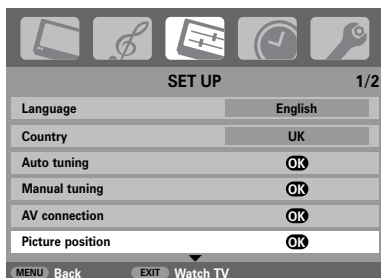 SET UP 1/2
Language English
Country UK
Auto tuning OK
Manual tuning OK
AV connection OK
Picture position OK
MENU Back EXIT Watch TV